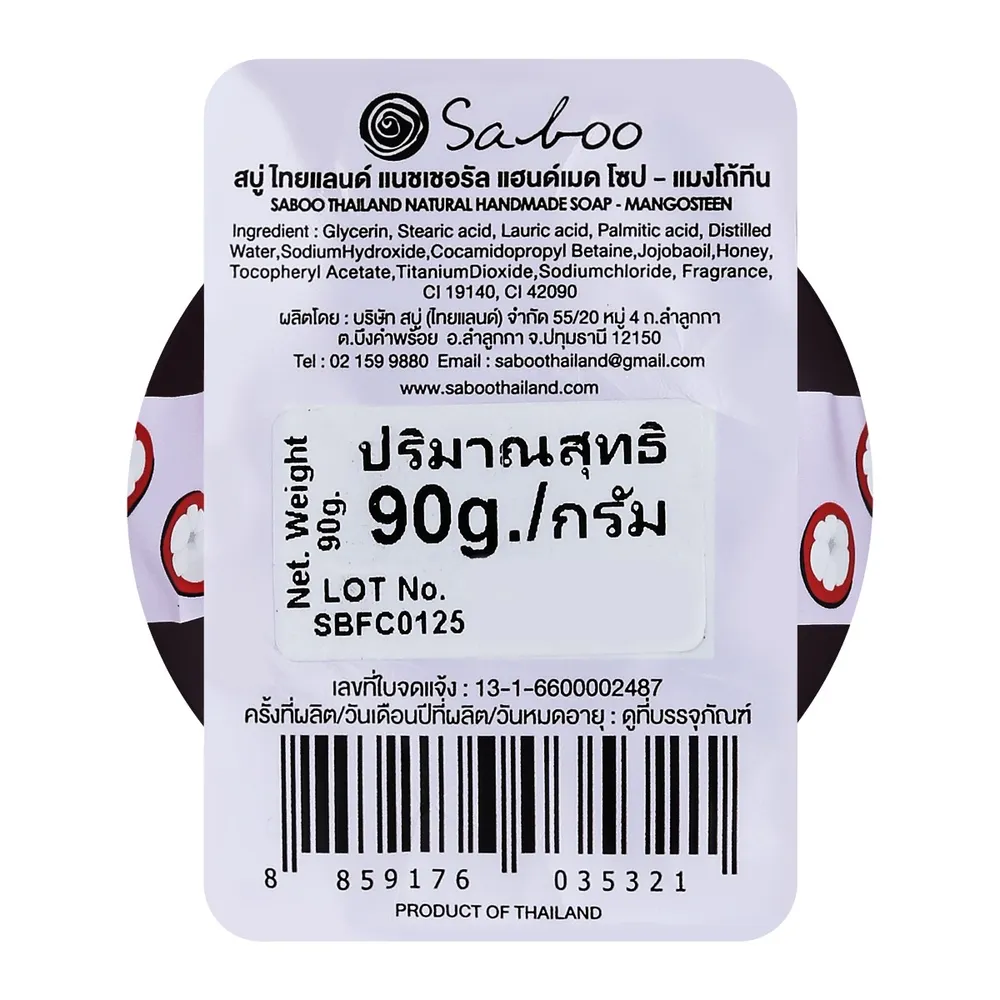 Saboo
สบู่ ไทยแลนด์ แนชเชอรัล แฮนด์เมด โซป - แมงโก้ทีน
SABOO THAILAND NATURAL HANDMADE SOAP - MANGOSTEEN
Ingredient : Glycerin, Stearic acid, Lauric acid, Palmitic acid, Distilled
Water,SodiumHydroxide,Cocamidopropyl Betaine,Jojobaoil,Honey,
Tocopheryl Acetate,TitaniumDioxide,Sodiumchloride, Fragrance,
CI 19140, CI 42090
ผลิตโดย : บริษัท สบู่ (ไทยแลนด์) จำกัด 55/20 หมู่ 4 ถ.ลำลูกกา
ต.บึงคำพร้อย อ.ลำลูกกา จ.ปทุมธานี 12150
Tel : 02 159 9880 Email : saboothailand@gmail.com
www.saboothailand.com
Net. Weight
90g.
ปริมาณสุทธิ
90g./กรัม
LOT No.
SBFC0125
เลขที่ใบจดแจ้ง : 13-1-6600002487
ครั้งที่ผลิต/วันเดือนปีที่ผลิต/วันหมดอายุ : ดูที่บรรจุภัณฑ์
8 859176 035321
PRODUCT OF THAILAND